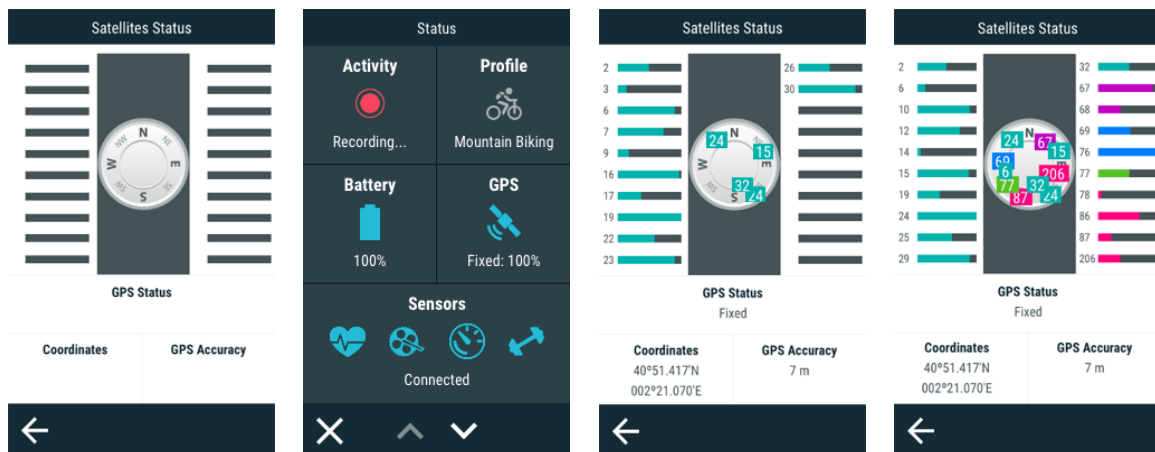 Satellites Status
N
NW
NE
W
E
SW
SE
S
GPS Status
Coordinates
GPS Accuracy
Status
Activity
Profile
Recording...
Mountain Biking
Battery
GPS
100%
Fixed: 100%
Sensors
Connected
Satellites Status
2
26
3
30
6
7
9
16
17
19
22
23
N
NW
NE
W
E
SW
S
24
15
32
24
GPS Status
Fixed
Coordinates
GPS Accuracy
40º51.417'N
7 m
002º21.070'E
Satellites Status
2
32
6
67
10
68
12
69
14
76
15
77
19
78
24
86
25
87
29
206
N
24
67
15
69
6
206
77
32
87
24
GPS Status
Fixed
Coordinates
GPS Accuracy
40º51.417'N
7 m
002º21.070'E